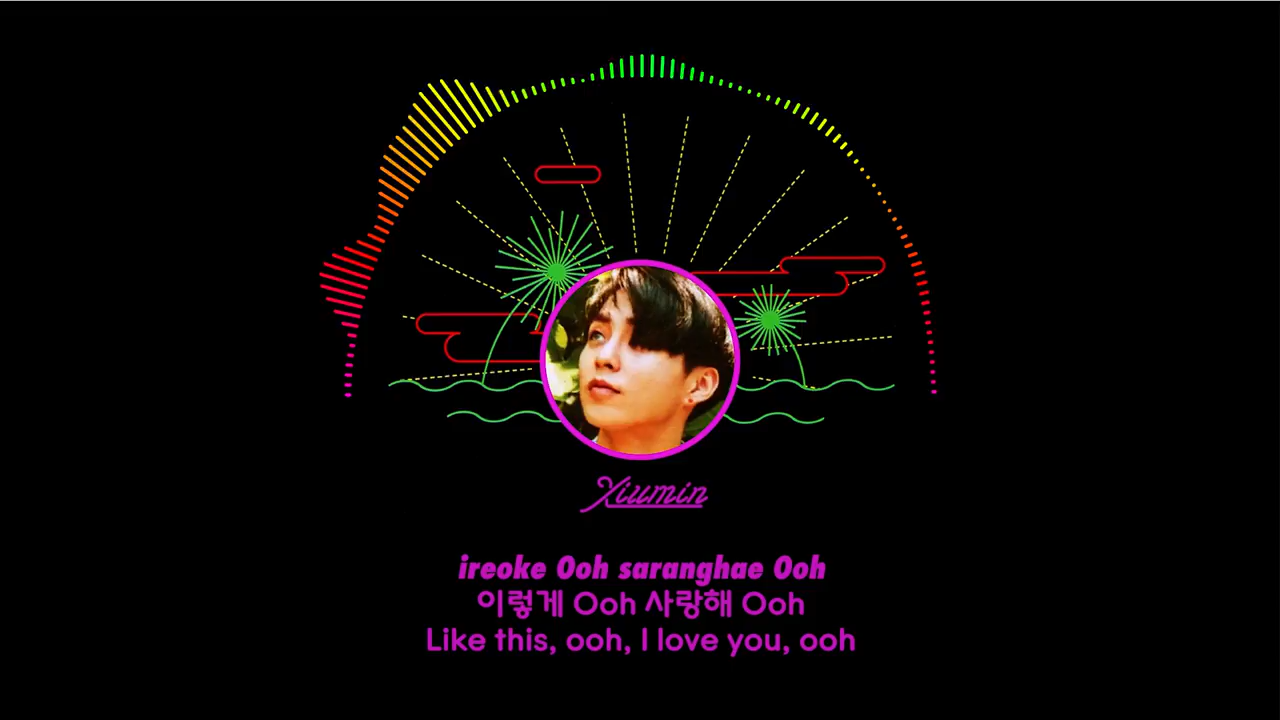 Xiumin
ireoke Ooh saranghae Ooh
이렇게 Ooh 사랑해 Ooh
Like this, ooh, I love you, ooh